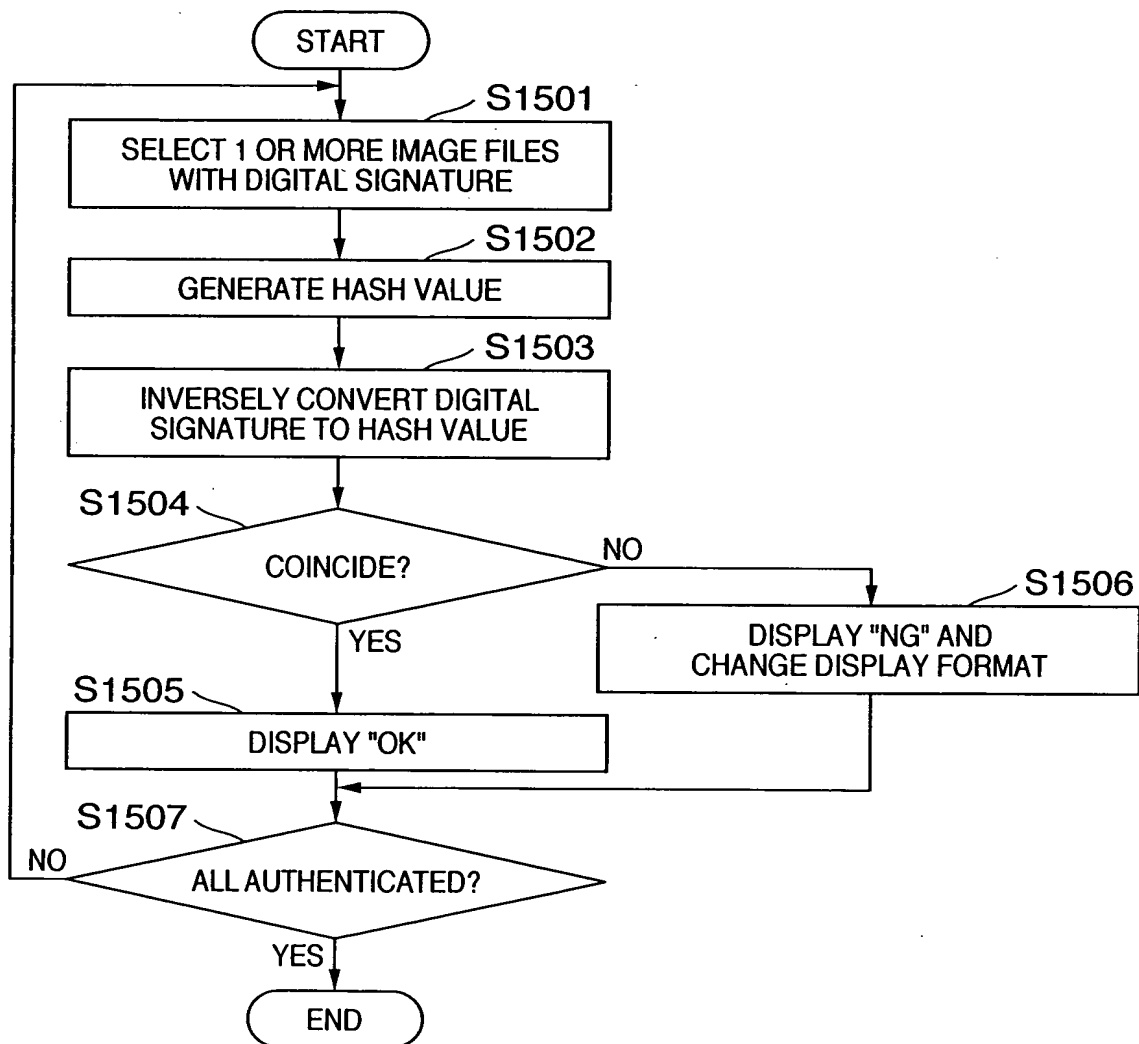 START
S1501
SELECT 1 OR MORE IMAGE FILES
WITH DIGITAL SIGNATURE
S1502
GENERATE HASH VALUE
S1503
INVERSELY CONVERT DIGITAL
SIGNATURE TO HASH VALUE
S1504
COINCIDE?
NO
YES
S1506
DISPLAY "NG" AND
CHANGE DISPLAY FORMAT
S1505
DISPLAY "OK"
S1507
NO
ALL AUTHENTICATED?
YES
END